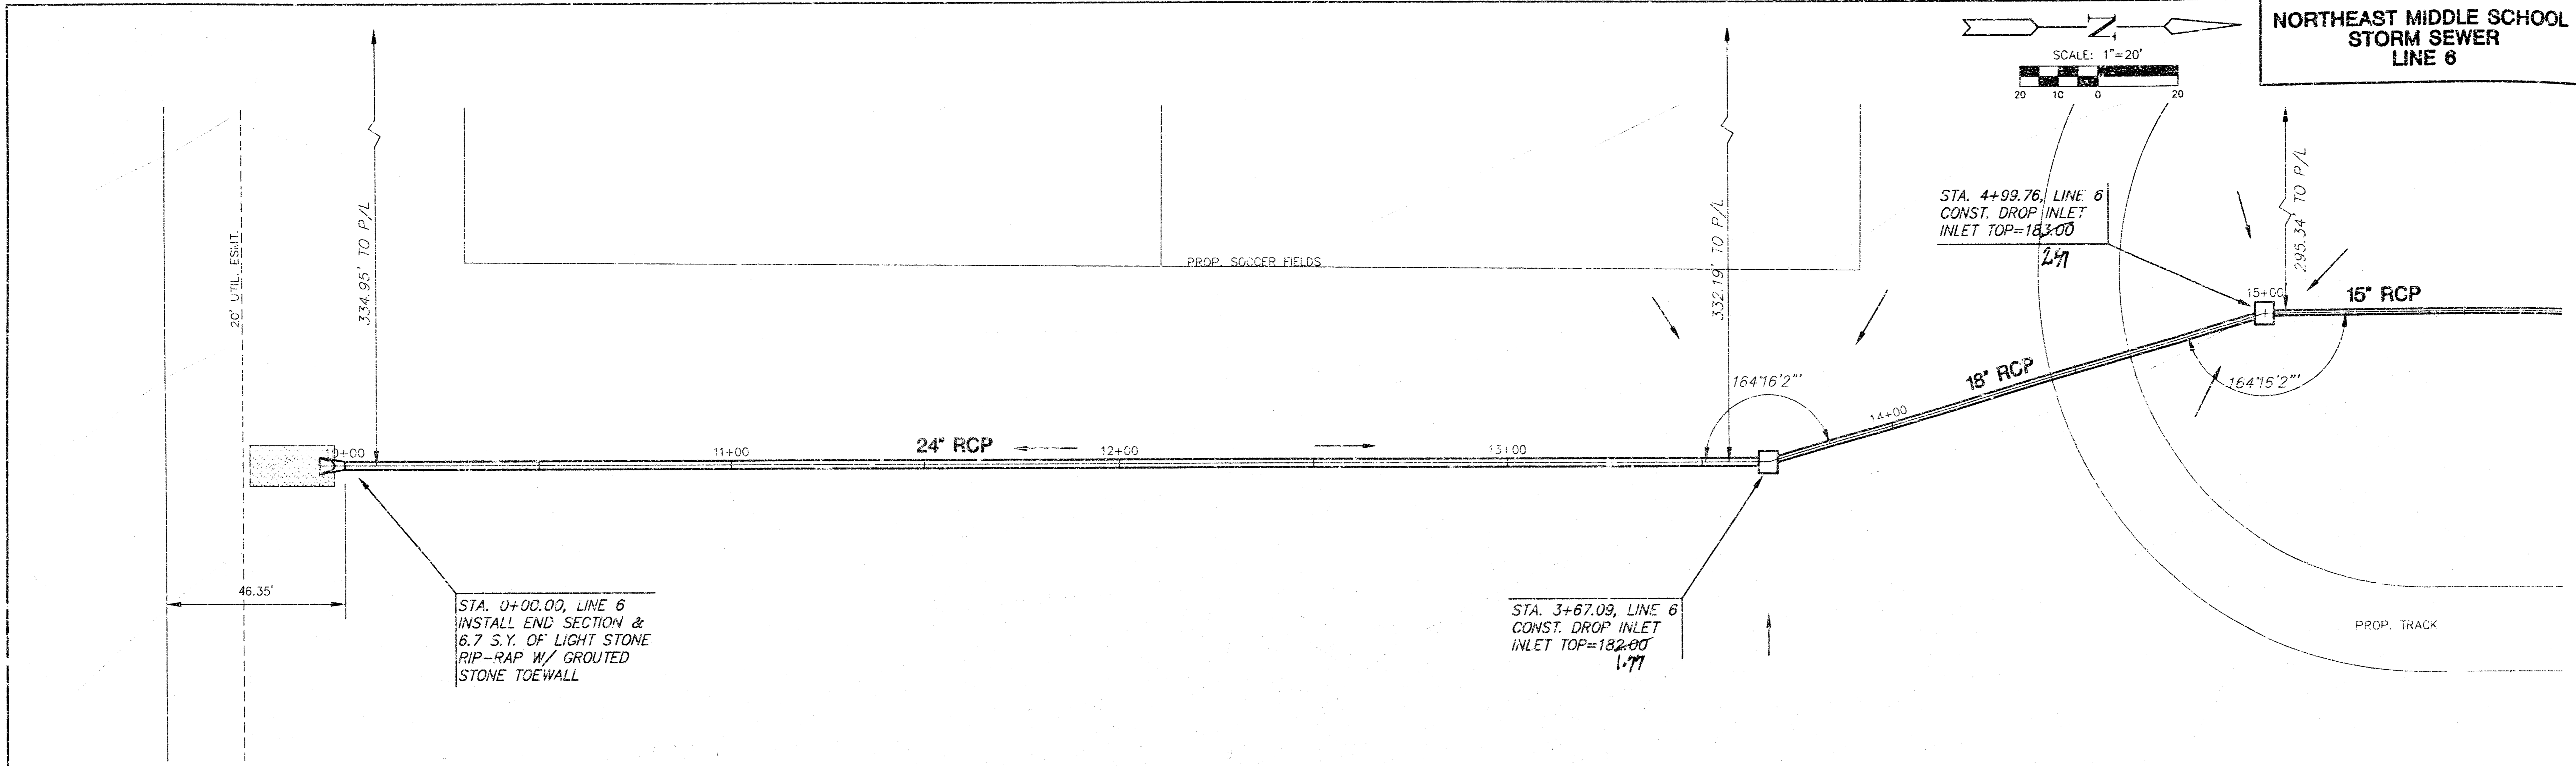 NORTHEAST MIDDLE SCHOOL
STORM SEWER
LINE 6
N
SCALE: 1"=20'
20 10 0 20
20' UTIL. ESMT.
334.95' TO P/L
PROP. SOCCER FIELDS
332.19' TO P/L
STA. 4+99.76, LINE 6
CONST. DROP INLET
INLET TOP=183.00
295.34' TO P/L
15+00
15" RCP
164°16'2"'
18" RCP
164°15'2"'
14+00
10+00
11+00
24" RCP
12+00
13+00
46.35'
STA. 0+00.00, LINE 6
INSTALL END SECTION &
6.7 S.Y. OF LIGHT STONE
RIP-RAP W/ GROUTED
STONE TOEWALL
STA. 3+67.09, LINE 6
CONST. DROP INLET
INLET TOP=182.00
1.77
PROP. TRACK